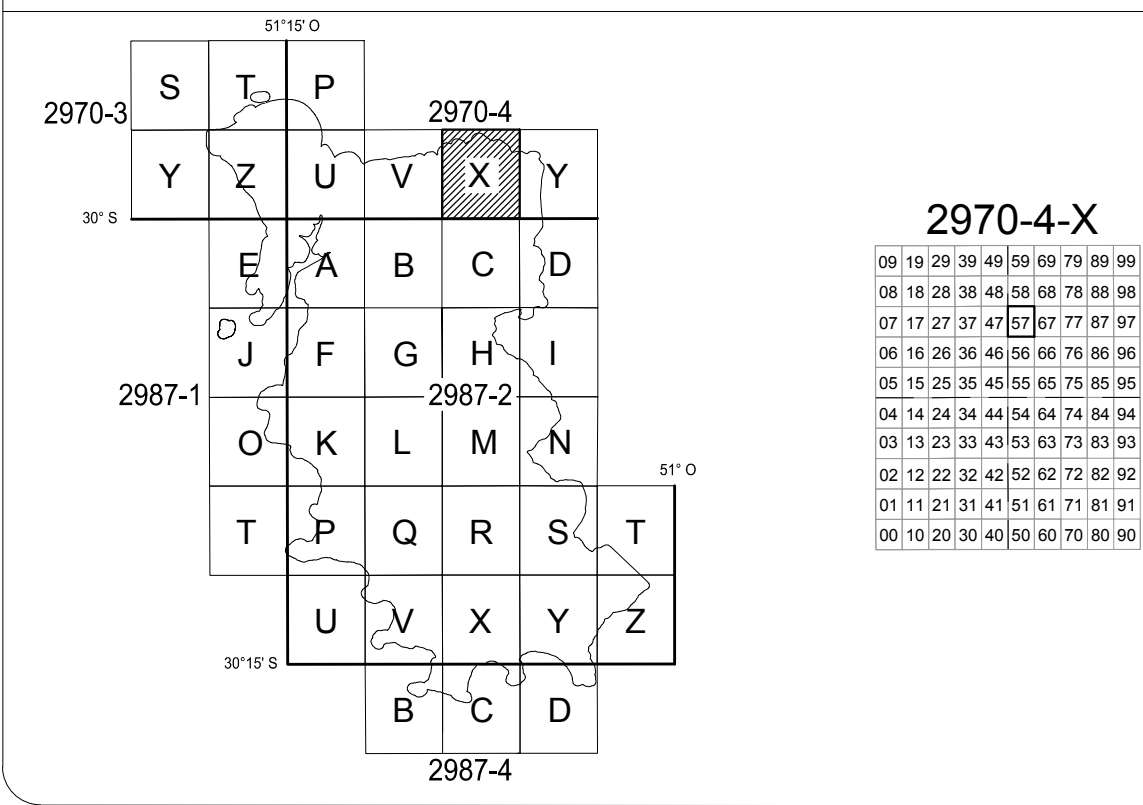 51°15' O
S T P
2970-3 2970-4
Y Z U V X Y
30° S
E A B C D
J F G H I
2987-1 2987-2
O K L M N
51° O
T P Q R S T
U V X Y Z
30°15' S
B C D
2987-4
2970-4-X
09 19 29 39 49 59 69 79 89 99
08 18 28 38 48 58 68 78 88 98
07 17 27 37 47 57 67 77 87 97
06 16 26 36 46 56 66 76 86 96
05 15 25 35 45 55 65 75 85 95
04 14 24 34 44 54 64 74 84 94
03 13 23 33 43 53 63 73 83 93
02 12 22 32 42 52 62 72 82 92
01 11 21 31 41 51 61 71 81 91
00 10 20 30 40 50 60 70 80 90